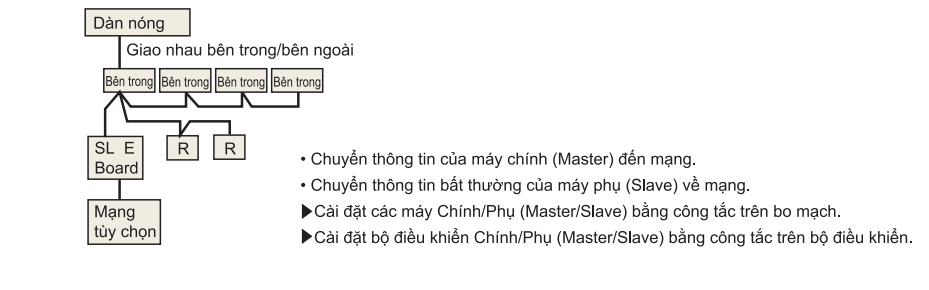 Dàn nóng
Giao nhau bên trong/bên ngoài
Bên trong Bên trong Bên trong Bên trong
SL E
Board
R R
Mạng
tùy chọn
• Chuyển thông tin của máy chính (Master) đến mạng.
• Chuyển thông tin bất thường của máy phụ (Slave) về mạng.
▶Cài đặt các máy Chính/Phụ (Master/Slave) bằng công tắc trên bo mạch.
▶Cài đặt bộ điều khiển Chính/Phụ (Master/Slave) bằng công tắc trên bộ điều khiển.